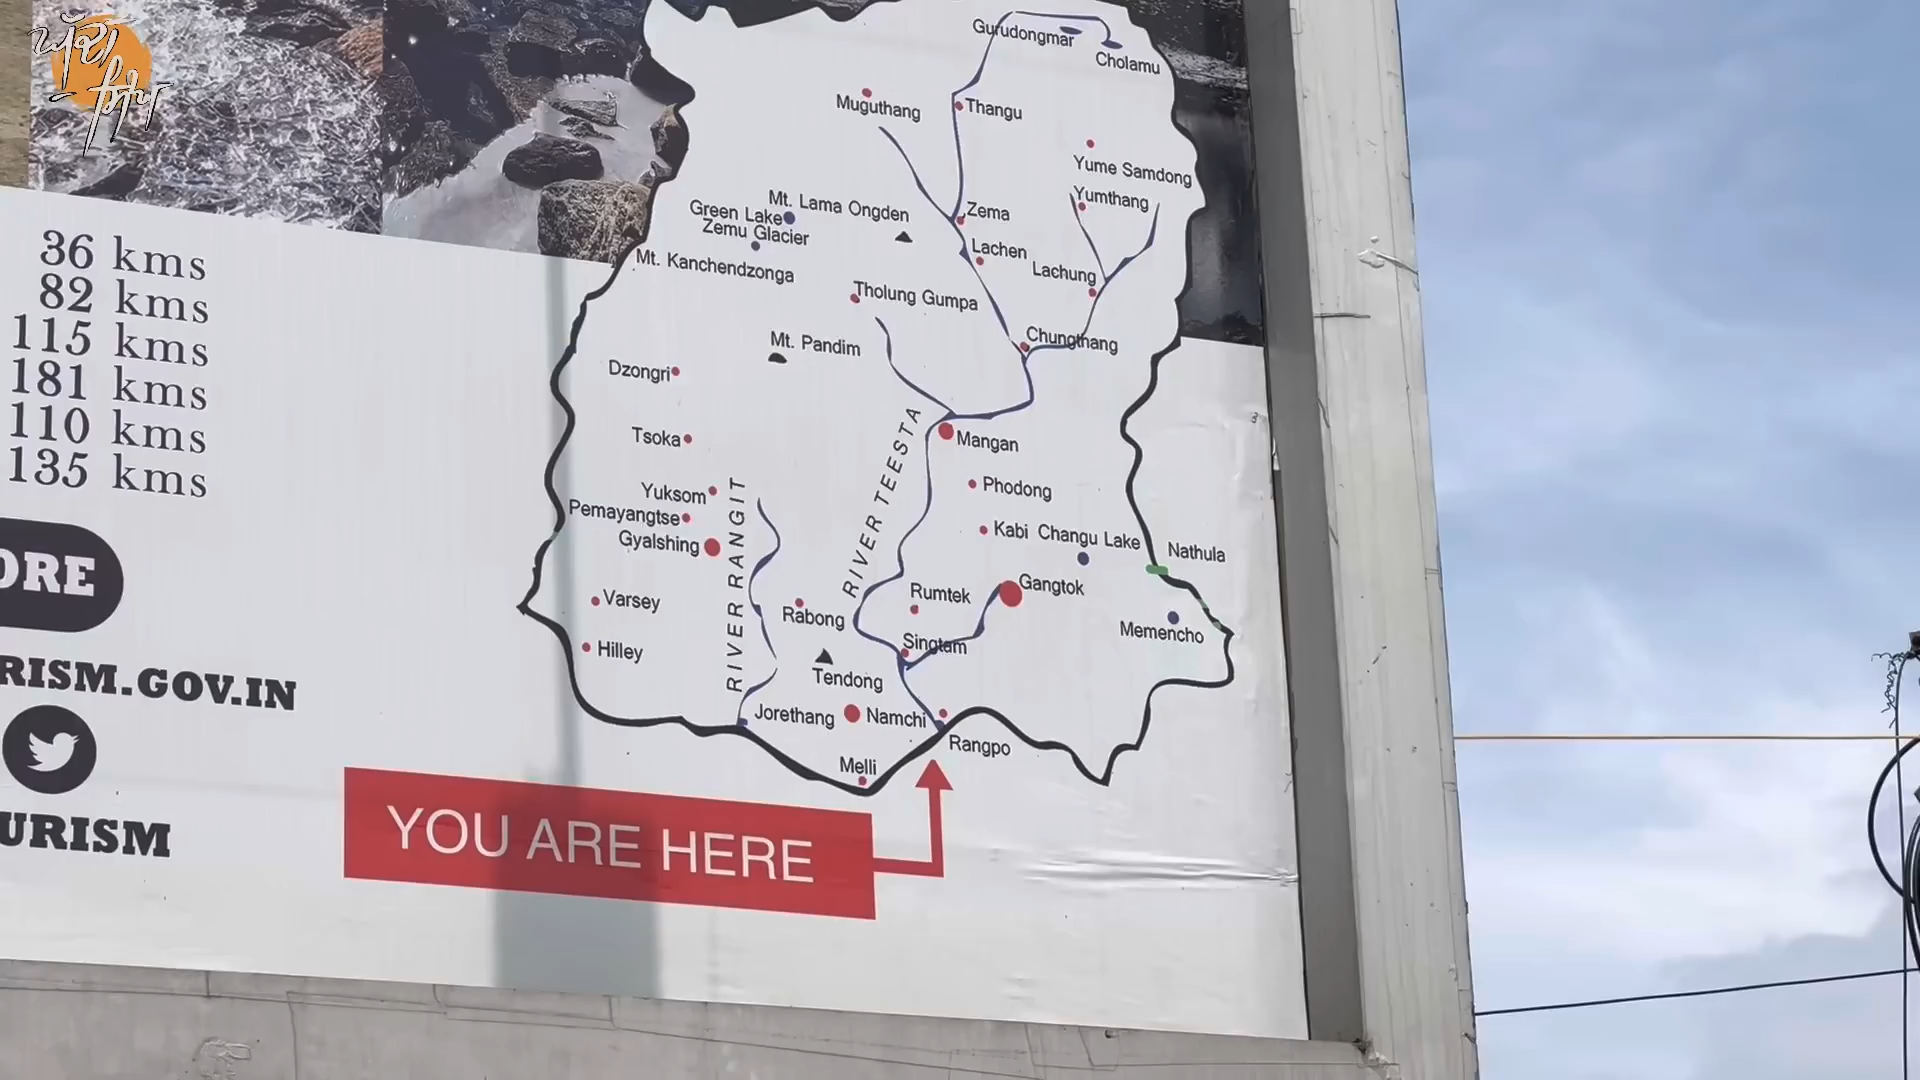 36 kms
82 kms
115 kms
181 kms
110 kms
135 kms
ORE
RISM.GOV.IN
URISM
Gurudongmar
Cholamu
Muguthang
Thangu
Yume Samdong
Yumthang
Mt. Lama Ongden
Green Lake
Zemu Glacier
Zema
Lachen
Mt. Kanchendzonga
Lachung
Tholung Gumpa
Chungthang
Mt. Pandim
Dzongri
Tsoka
Mangan
RIVER TEESTA
Yuksom
Phodong
Pemayangtse
Gyalshing
RIVER RANGIT
Kabi
Changu Lake
Nathula
Gangtok
Varsey
Rabong
Rumtek
Memencho
Hilley
Singtam
Tendong
Jorethang
Namchi
Rangpo
Melli
YOU ARE HERE